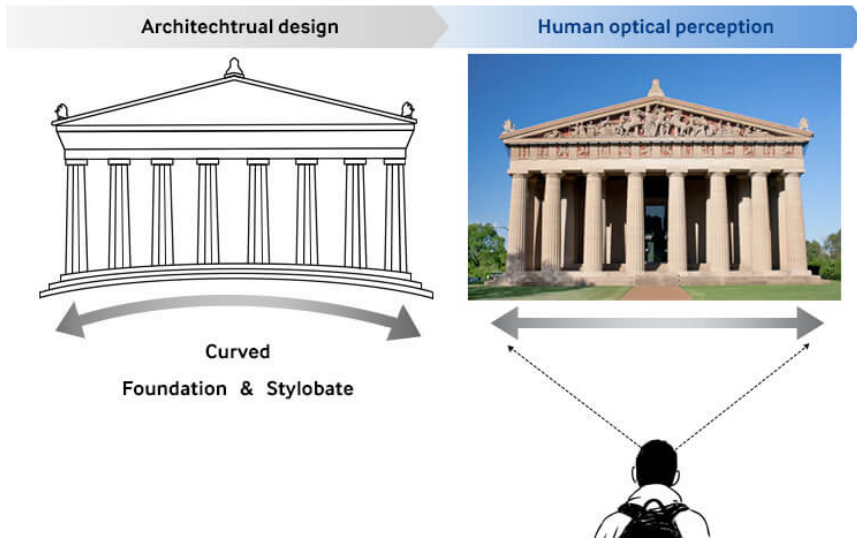 Architechtrual design
Human optical perception
Curved
Foundation & Stylobate